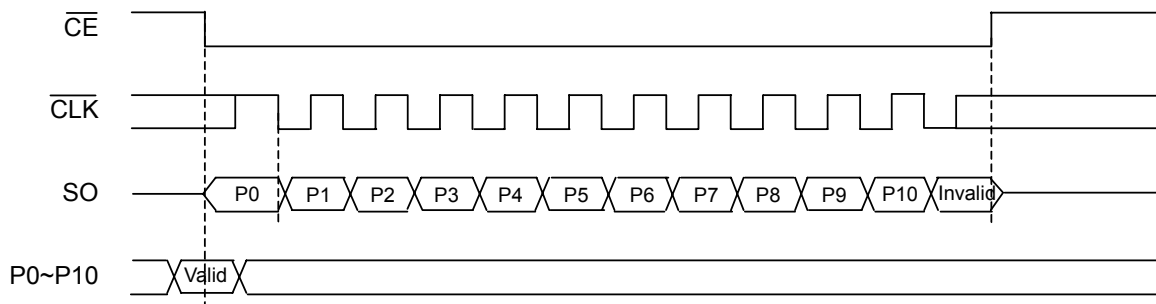 CE
CLK
SO P0 P1 P2 P3 P4 P5 P6 P7 P8 P9 P10 Invalid
P0~P10 Valid